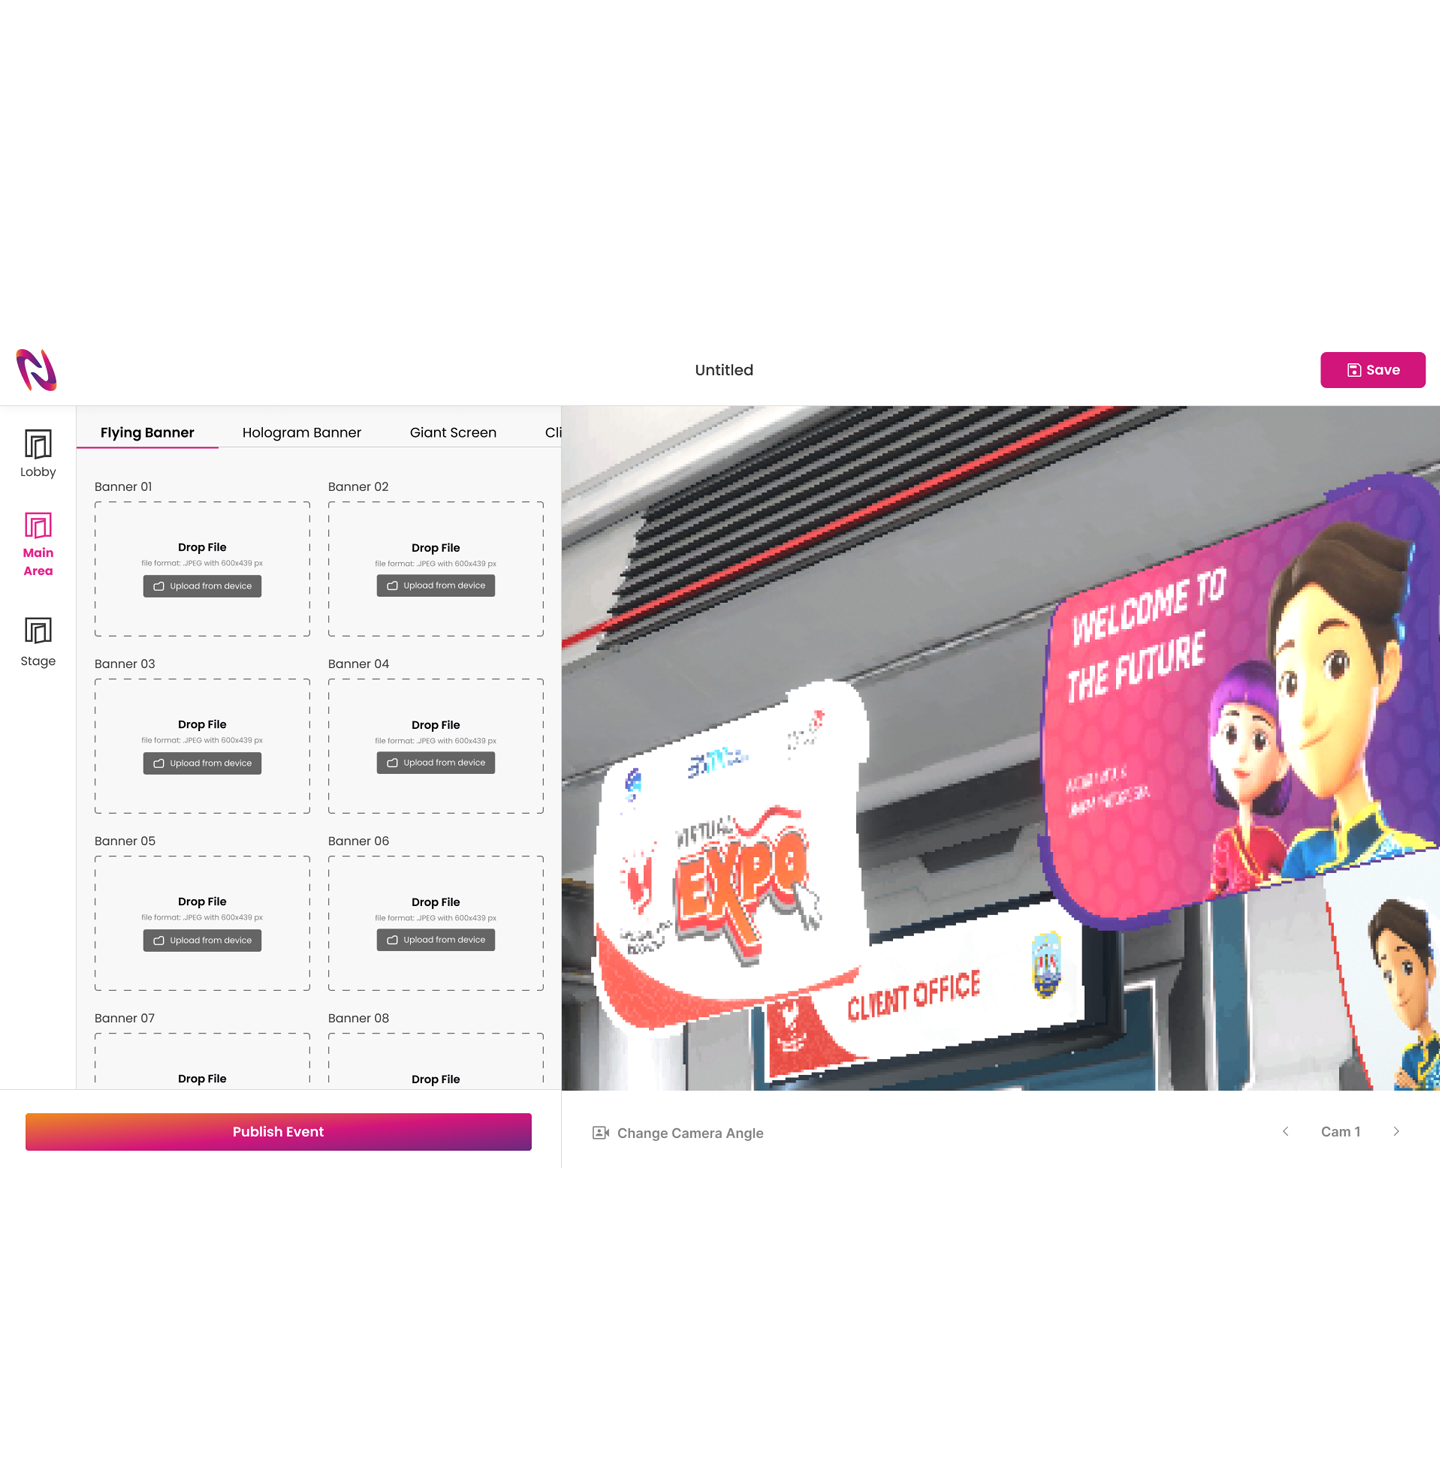 Untitled
Save
Lobby
Main
Area
Stage
Flying Banner
Hologram Banner
Giant Screen
Cli
Banner 01
Drop File
file format: .JPEG with 600x439 px
Upload from device
Banner 02
Drop File
file format: .JPEG with 600x439 px
Upload from device
Banner 03
Drop File
file format: .JPEG with 600x439 px
Upload from device
Banner 04
Drop File
file format: .JPEG with 600x439 px
Upload from device
Banner 05
Drop File
file format: .JPEG with 600x439 px
Upload from device
Banner 06
Drop File
file format: .JPEG with 600x439 px
Upload from device
Banner 07
Drop File
Banner 08
Drop File
Publish Event
WELCOME TO
THE FUTURE
VIRTUAL
EXPO
CLIENT OFFICE
Change Camera Angle
Cam 1